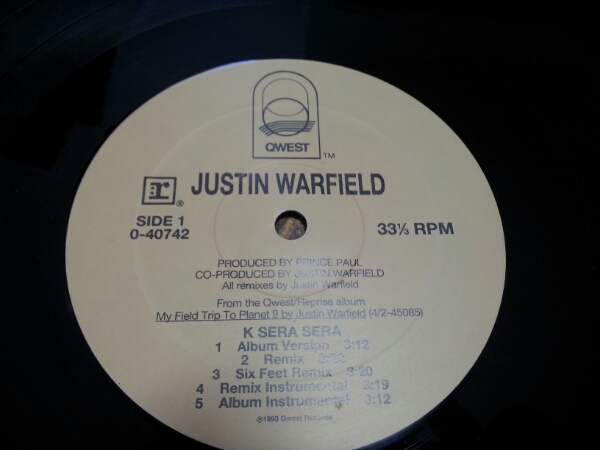 QWEST
TM
r
®
JUSTIN WARFIELD
SIDE 1
0-40742
33⅓ RPM
PRODUCED BY PRINCE PAUL
CO-PRODUCED BY JUSTIN WARFIELD
All remixes by Justin Warfield
From the Qwest/Reprise album
My Field Trip To Planet 9 by Justin Warfield (4/2-45085)
K SERA SERA
1 Album Version 3:12
2 Remix 3:22
3 Six Feet Remix 3:20
4 Remix Instrumental 3:19
5 Album Instrumental 3:12
℗1993 Qwest Records